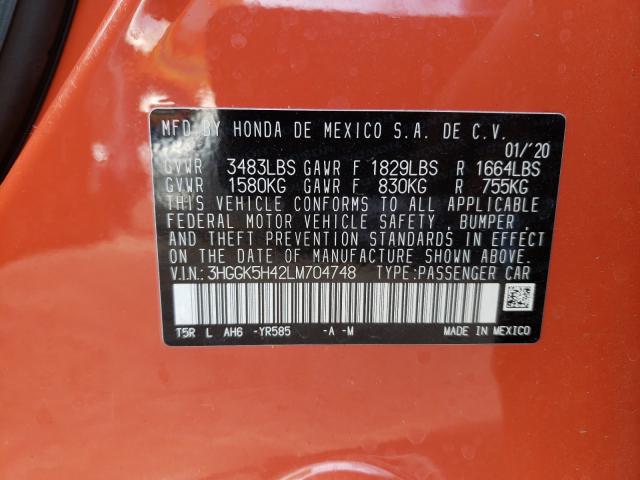 MFD BY HONDA DE MEXICO S.A. DE C.V.
01/'20
GVWR 3483LBS GAWR F 1829LBS R 1664LBS
GVWR 1580KG GAWR F 830KG R 755KG
THIS VEHICLE CONFORMS TO ALL APPLICABLE
FEDERAL MOTOR VEHICLE SAFETY , BUMPER ,
AND THEFT PREVENTION STANDARDS IN EFFECT
ON THE DATE OF MANUFACTURE SHOWN ABOVE.
V.I.N.: 3HGGK5H42LM704748 TYPE:PASSENGER CAR
T5R L AH6 -YR585 -A -M MADE IN MEXICO